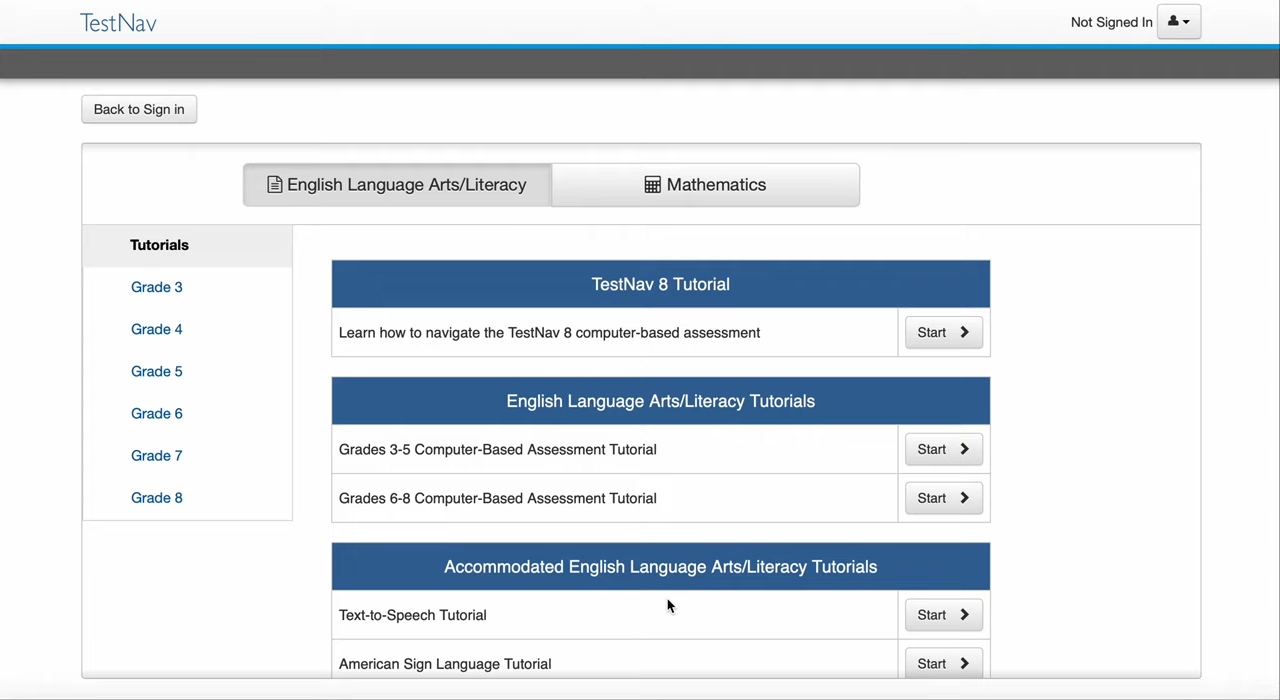 TestNav
Not Signed In
Back to Sign in
English Language Arts/Literacy
Mathematics
Tutorials
Grade 3
Grade 4
Grade 5
Grade 6
Grade 7
Grade 8
TestNav 8 Tutorial
Learn how to navigate the TestNav 8 computer-based assessment
Start
English Language Arts/Literacy Tutorials
Grades 3-5 Computer-Based Assessment Tutorial
Start
Grades 6-8 Computer-Based Assessment Tutorial
Start
Accommodated English Language Arts/Literacy Tutorials
Text-to-Speech Tutorial
Start
American Sign Language Tutorial
Start